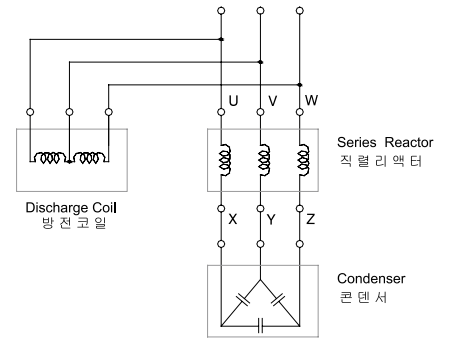 U V W
Series Reactor
직렬리액터
Discharge Coil
방전코일
X Y Z
Condenser
콘덴서